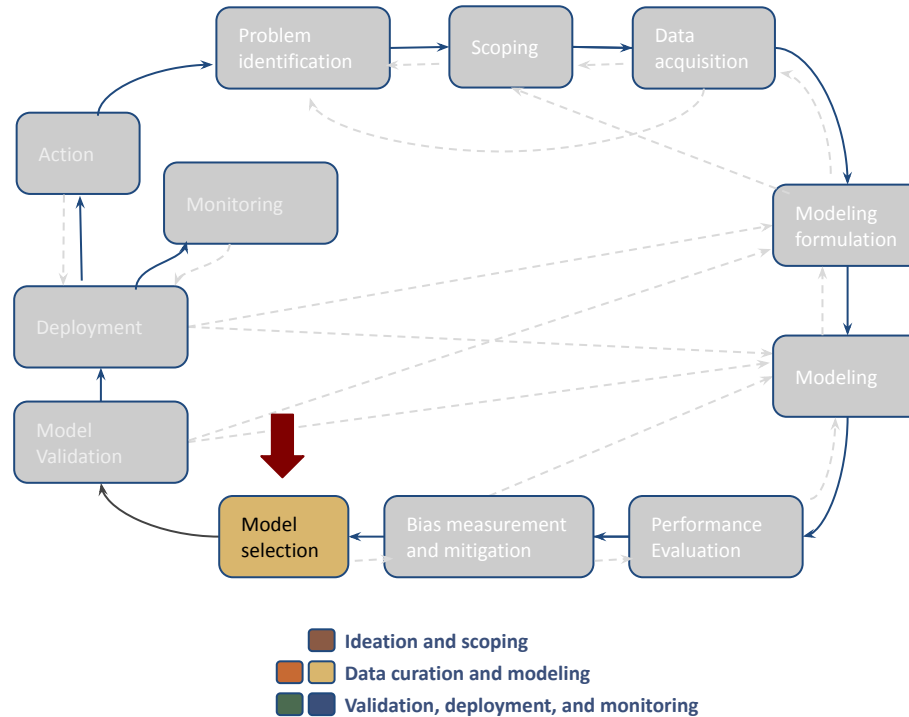 Problem
identification
Scoping
Data
acquisition
Action
Monitoring
Modeling
formulation
Deployment
Modeling
Model
Validation
Model
selection
Bias measurement
and mitigation
Performance
Evaluation
Ideation and scoping
Data curation and modeling
Validation, deployment, and monitoring